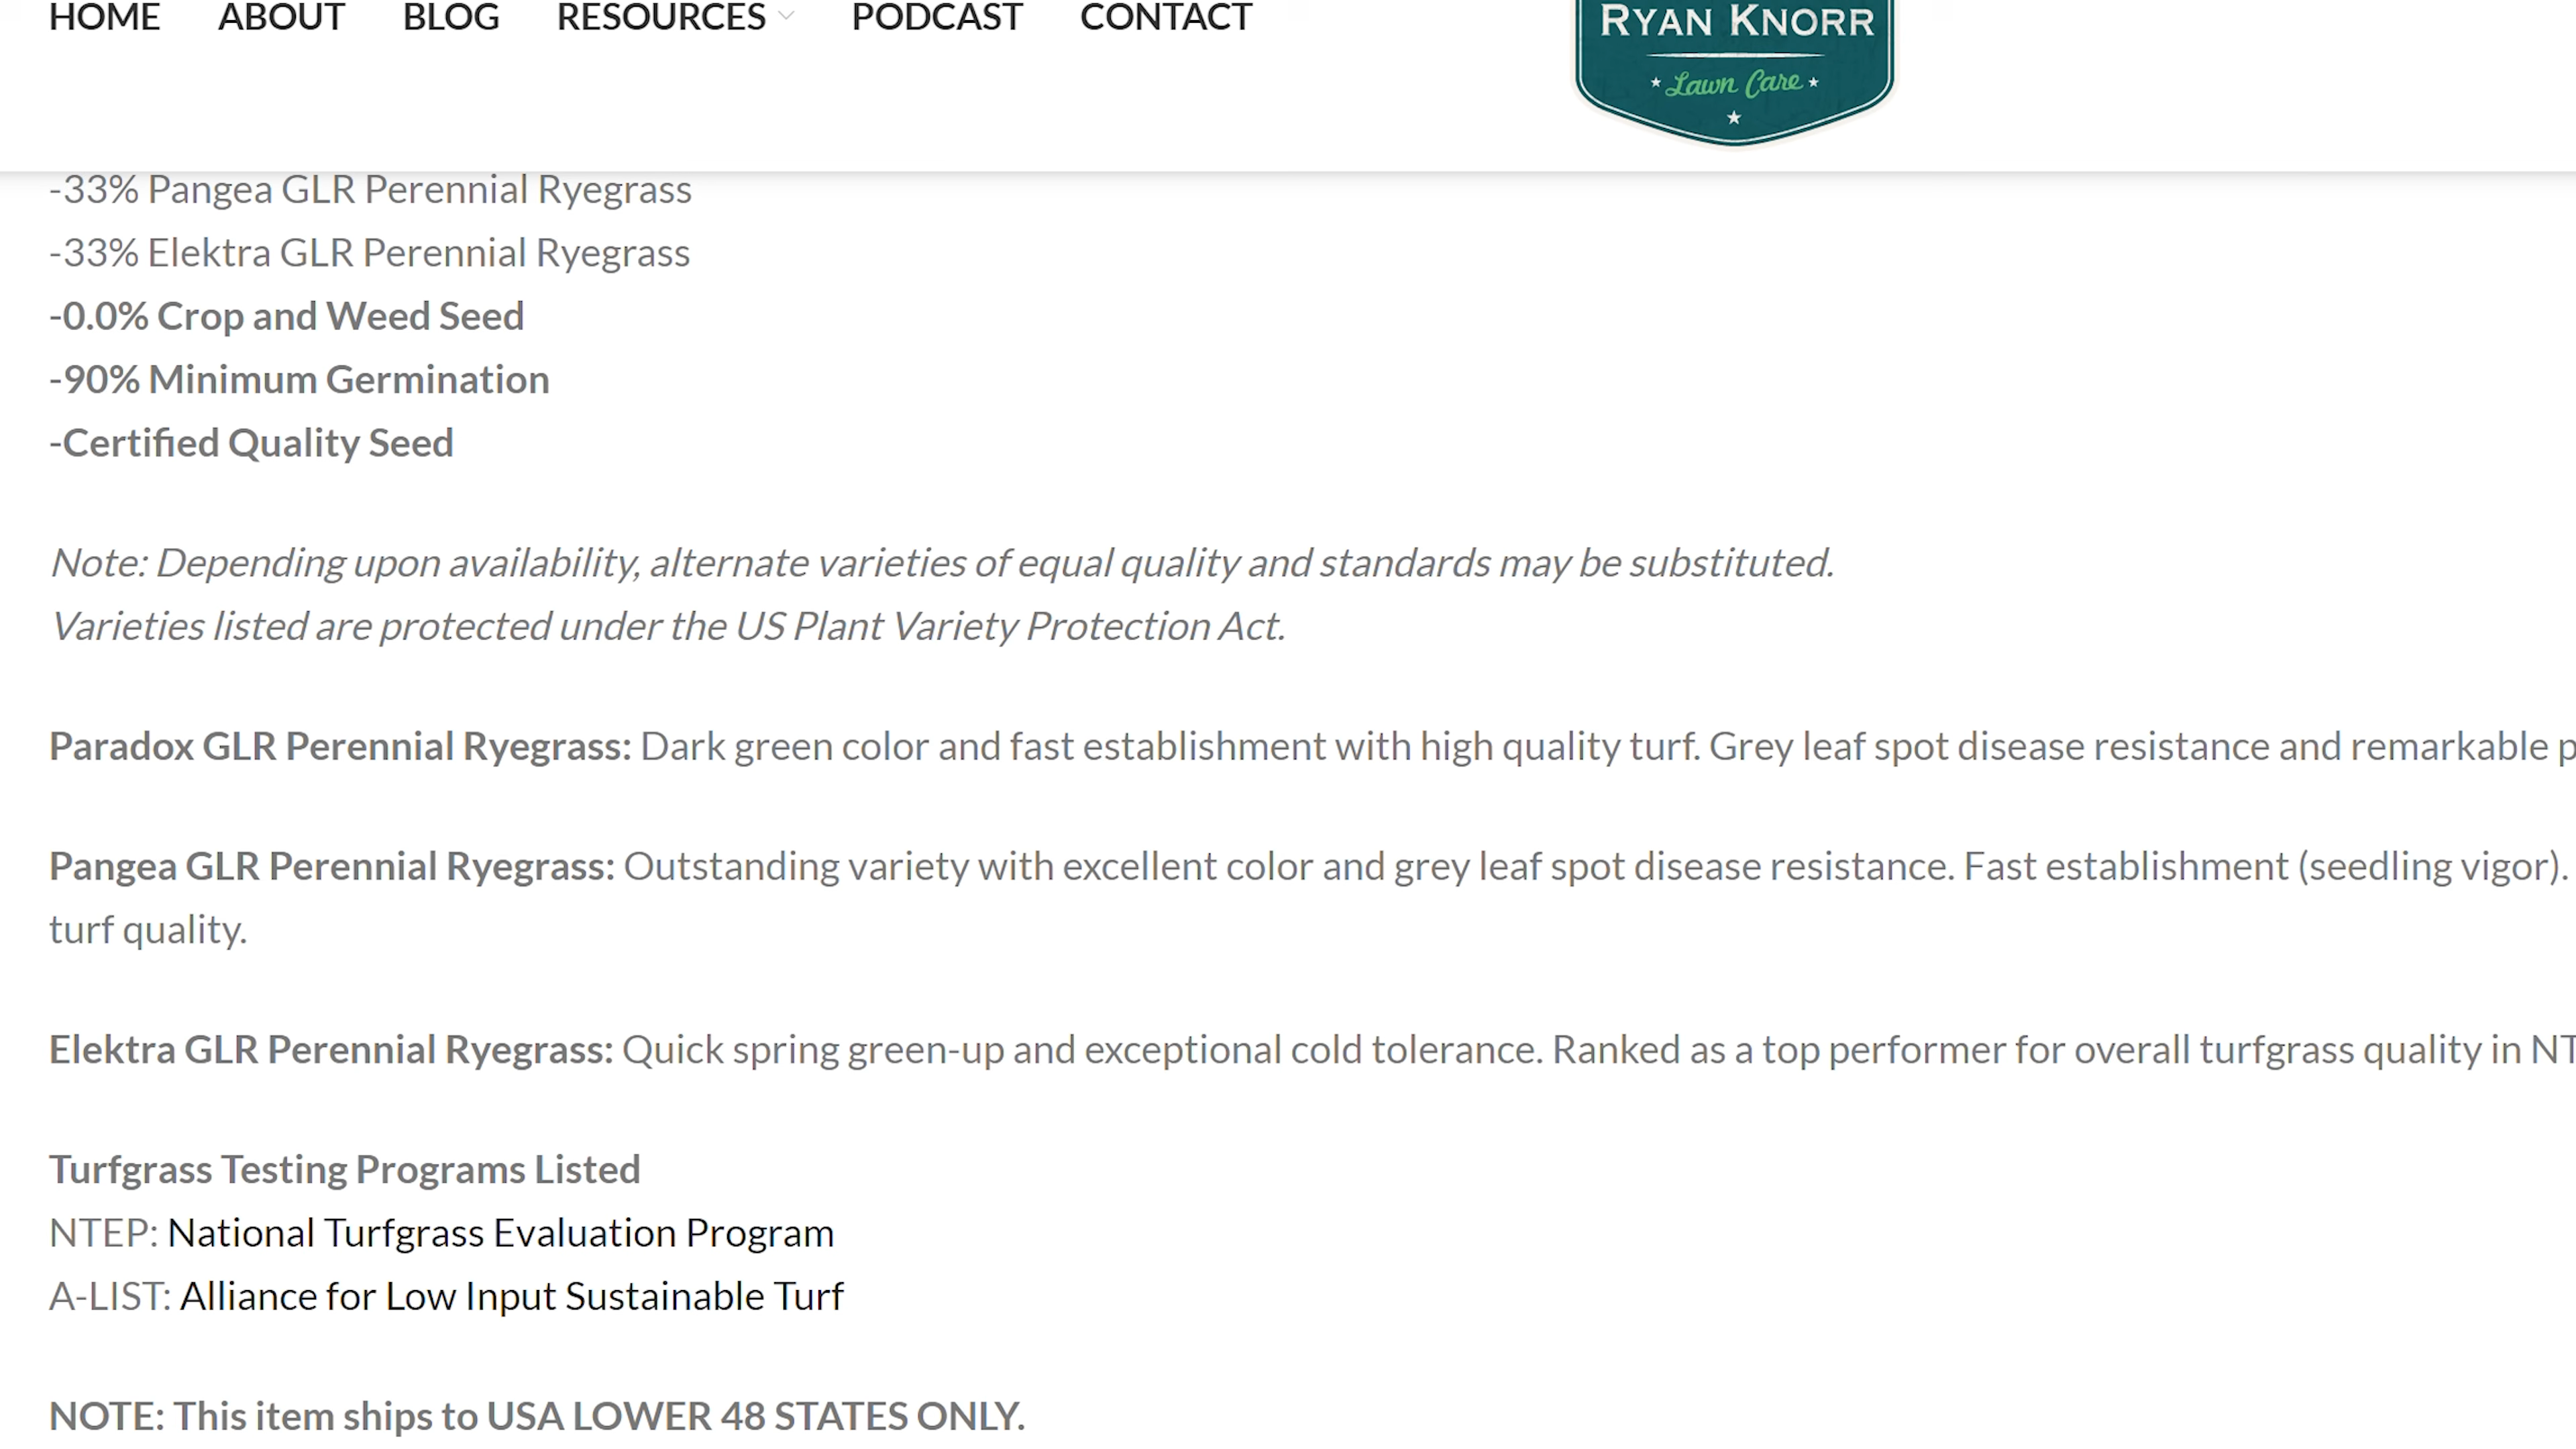 HOME ABOUT BLOG RESOURCES PODCAST CONTACT
RYAN KNORR
Lawn Care
-33% Pangea GLR Perennial Ryegrass
-33% Elektra GLR Perennial Ryegrass
-0.0% Crop and Weed Seed
-90% Minimum Germination
-Certified Quality Seed
Note: Depending upon availability, alternate varieties of equal quality and standards may be substituted.
Varieties listed are protected under the US Plant Variety Protection Act.
Paradox GLR Perennial Ryegrass: Dark green color and fast establishment with high quality turf. Grey leaf spot disease resistance and remarkable p
Pangea GLR Perennial Ryegrass: Outstanding variety with excellent color and grey leaf spot disease resistance. Fast establishment (seedling vigor).
turf quality.
Elektra GLR Perennial Ryegrass: Quick spring green-up and exceptional cold tolerance. Ranked as a top performer for overall turfgrass quality in NT
Turfgrass Testing Programs Listed
NTEP: National Turfgrass Evaluation Program
A-LIST: Alliance for Low Input Sustainable Turf
NOTE: This item ships to USA LOWER 48 STATES ONLY.